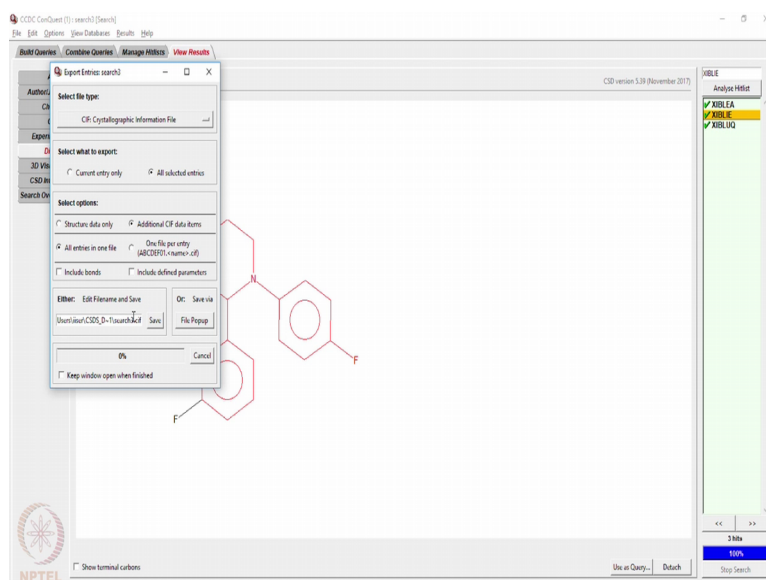 CCDC ConQuest (1) : search3 [Search]
File Edit Options View Databases Results Help
Build Queries Combine Queries Manage Hitlists View Results
Export Entries: search3
CSD version 5.39 (November 2017)
XIBLIE
Analyse Hitlist
XIBLEA
XIBLIE
XIBLUQ
Select file type:
CIF: Crystallographic Information File
Select what to export:
Current entry only
All selected entries
Select options:
Structure data only
Additional CIF data items
All entries in one file
One file per entry
(ABCDEF01.<name>.cif)
Include bonds
Include defined parameters
Either: Edit Filename and Save
Or: Save via
Save
File Popup
0%
Cancel
Keep window open when finished
Author
Ch
Exper
Di
3D Vis
CSD In
Search Ov
N
F
F
<< >>
3 hits
100%
Stop Search
Show terminal carbons
Use as Query...
Detach
NPTEL